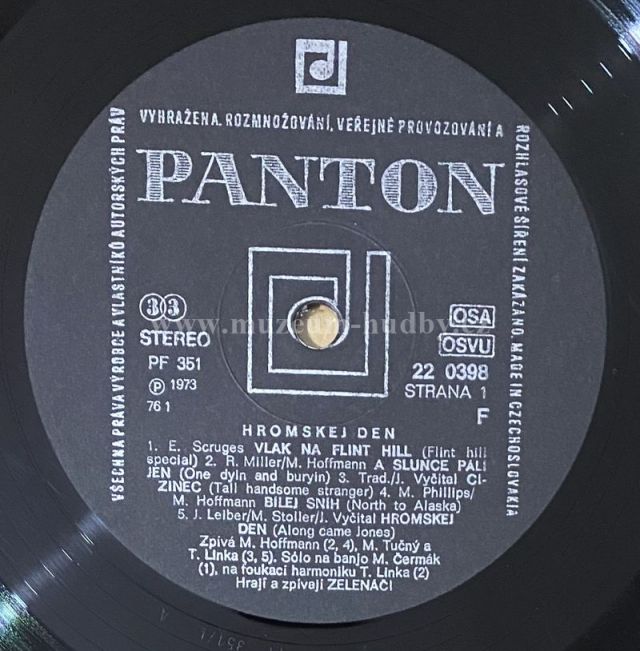 VYHRAŽENA. ROZMNOŽOVÁNÍ, VEŘEJNÉ PROVOZOVÁNÍ A
VŠECHNA PRÁVA VÝROBCE A VLASTNÍKŮ AUTORSKÝCH PRÁV
ROZHLASOVÉ ŠÍŘENÍ ZAKÁZÁNO. MADE IN CZECHOSLOVAKIA
PANTON
33
STEREO
PF 351
Ⓟ 1973
76 1
OSA
OSVU
22 0398
STRANA 1
F
www.muzeum-hudby.cz
HROMSKEJ DEN
1. E. Scruges VLAK NA FLINT HILL (Flint hill
special) 2. R. Miller/M. Hoffmann A SLUNCE PÁLÍ
JEN (One dyin and buryin) 3. Trad./J. Vyčítal CI-
ZINEC (Tall handsome stranger) 4. M. Phillips/
M. Hoffmann BÍLEJ SNÍH (North to Alaska)
5. J. Leiber/M. Stoller/J. Vyčítal HROMSKEJ
DEN (Along came Jones)
Zpívá M. Hoffmann (2, 4), M. Tučný a
T. Linka (3, 5). Sólo na banjo M. Čermák
(1), na foukací harmoniku T. Linka (2)
Hrají a zpívají ZELENÁČI